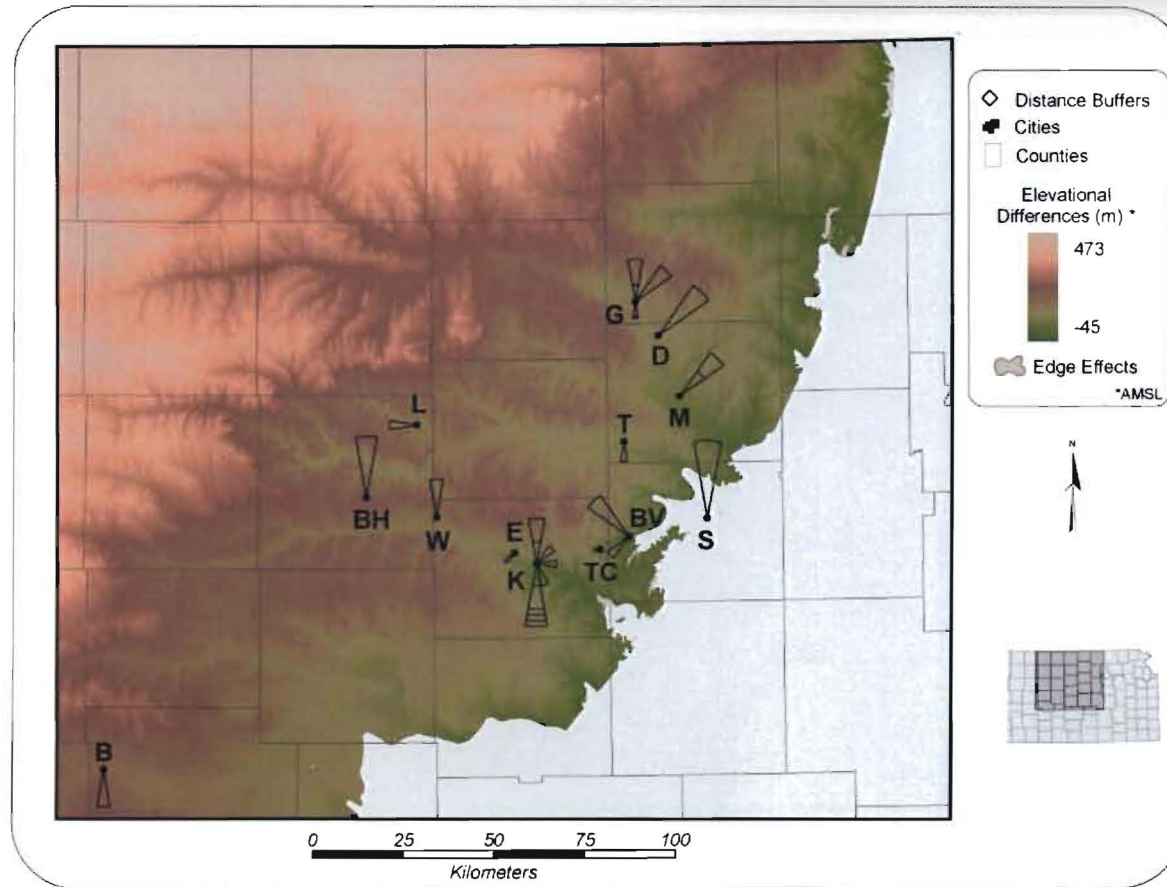 G
D
M
L
T
BH
BV
S
W
E
TC
K
B
0 25 50 75 100
Kilometers
Distance Buffers
Cities
Counties
Elevational
Differences (m) *
473
-45
Edge Effects
*AMSL
N